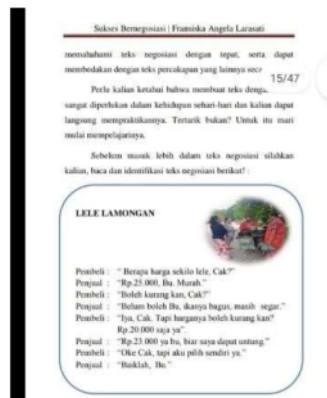 Sukses Bernegosiasi | Fransiska Angela Larasati
memahahami teks negosiasi dengan tepat, serta dapat
membedakan dengan teks percakapan yang lainnya secr
15/47
Perlu kalian ketahui bahwa membuat teks denga
sangat diperlukan dalam kehidupan sehari-hari dan kalian dapat
langsung mempraktikannya. Tertarik bukan? Untuk itu mari
mulai mempelajarinya.
Sebelum masuk lebih dalam teks negosiasi silahkan
kalian, baca dan identifikasi teks negosiasi berikut! :
LELE LAMONGAN
Pembeli : " Berapa harga sekilo lele, Cak?"
Penjual : "Rp.25.000, Bu. Murah."
Pembeli : "Boleh kurang kan, Cak?"
Penjual : "Belum boleh Bu, ikanya bagus, masih segar."
Pembeli : "Iya, Cak. Tapi harganya boleh kurang kan?
Rp.20.000 saja ya".
Penjual : "Rp.23.000 ya bu, biar saya dapat untung."
Pembeli : "Oke Cak, tapi aku pilih sendiri ya."
Penjual : "Baiklah, Bu."